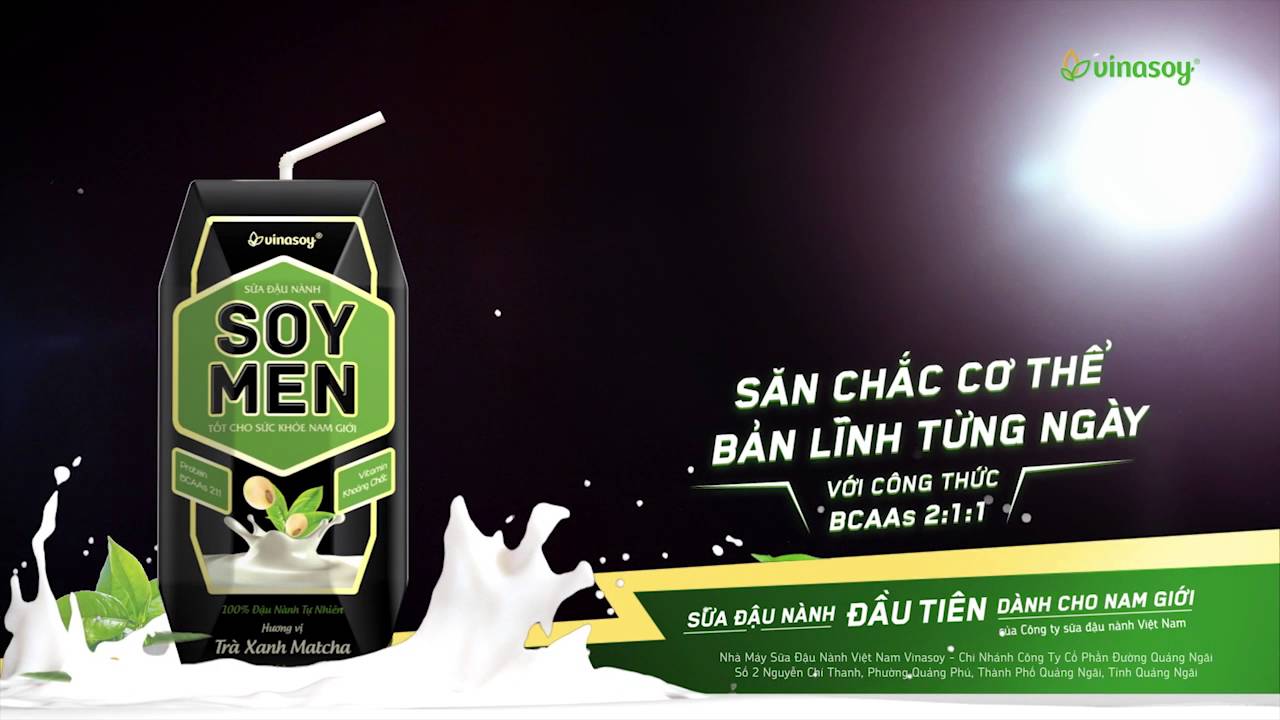 vinasoy
vinasoy
SỮA ĐẬU NÀNH
SOY
MEN
TỐT CHO SỨC KHỎE NAM GIỚI
Protein
BCAAs 2:1:1
Vitamin
Khoáng Chất
100% Đậu Nành Tự Nhiên
Hương vị
Trà Xanh Matcha
SĂN CHẮC CƠ THỂ
BẢN LĨNH TỪNG NGÀY
VỚI CÔNG THỨC
BCAAs 2:1:1
SỮA ĐẬU NÀNH ĐẦU TIÊN DÀNH CHO NAM GIỚI
của Công ty sữa đậu nành Việt Nam
Nhà Máy Sữa Đậu Nành Việt Nam Vinasoy - Chi Nhánh Công Ty Cổ Phần Đường Quảng Ngãi
Số 2 Nguyễn Chí Thanh, Phường Quảng Phú, Thành Phố Quảng Ngãi, Tỉnh Quảng Ngãi